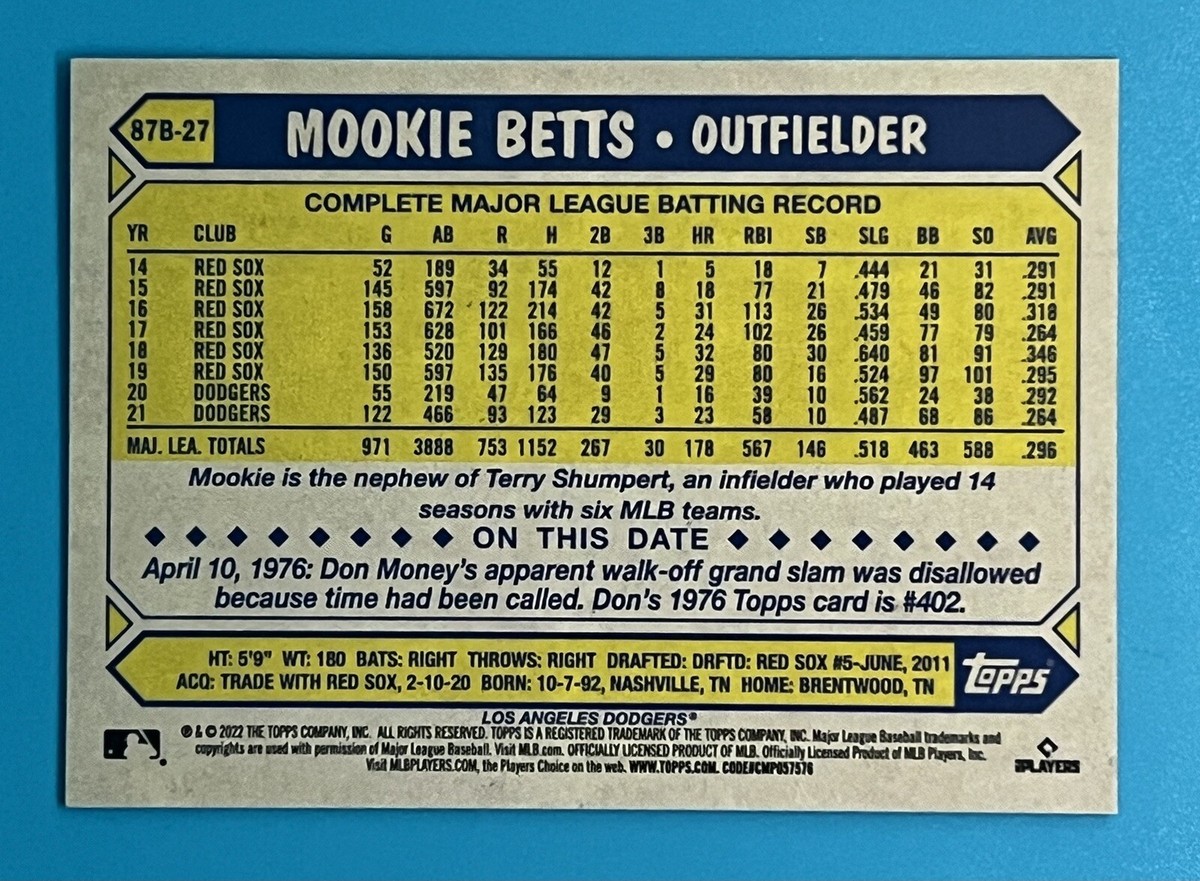 87B-27
MOOKIE BETTS • OUTFIELDER
COMPLETE MAJOR LEAGUE BATTING RECORD
YR CLUB G AB R H 2B 3B HR RBI SB SLG BB SO AVG
14 RED SOX 52 189 34 55 12 1 5 18 7 .444 21 31 .291
15 RED SOX 145 597 92 174 42 8 18 77 21 .479 46 82 .291
16 RED SOX 158 672 122 214 42 5 31 113 26 .534 49 80 .318
17 RED SOX 153 628 101 166 46 2 24 102 26 .459 77 79 .264
18 RED SOX 136 520 129 180 47 5 32 80 30 .640 81 91 .346
19 RED SOX 150 597 135 176 40 5 29 80 16 .524 97 101 .295
20 DODGERS 55 219 47 64 9 1 16 39 10 .562 24 38 .292
21 DODGERS 122 466 93 123 29 3 23 58 10 .487 68 86 .264
MAJ. LEA. TOTALS 971 3888 753 1152 267 30 178 567 146 .518 463 588 .296
Mookie is the nephew of Terry Shumpert, an infielder who played 14
seasons with six MLB teams.
◆ ◆ ◆ ◆ ◆ ◆ ◆ ◆ ON THIS DATE ◆ ◆ ◆ ◆ ◆ ◆ ◆ ◆
April 10, 1976: Don Money's apparent walk-off grand slam was disallowed
because time had been called. Don's 1976 Topps card is #402.
HT: 5'9" WT: 180 BATS: RIGHT THROWS: RIGHT DRAFTED: DRFTD: RED SOX #5-JUNE, 2011
ACQ: TRADE WITH RED SOX, 2-10-20 BORN: 10-7-92, NASHVILLE, TN HOME: BRENTWOOD, TN
topps
LOS ANGELES DODGERS®
® & © 2022 THE TOPPS COMPANY, INC. ALL RIGHTS RESERVED. TOPPS IS A REGISTERED TRADEMARK OF THE TOPPS COMPANY, INC. Major League Baseball trademarks and
copyrights are used with permission of Major League Baseball. Visit MLB.com. OFFICIALLY LICENSED PRODUCT OF MLB. Officially Licensed Product of MLB Players, Inc.
Visit MLBPLAYERS.COM, the Players Choice on the web. WWW.TOPPS.COM. CODE#CMP057576
PLAYERS